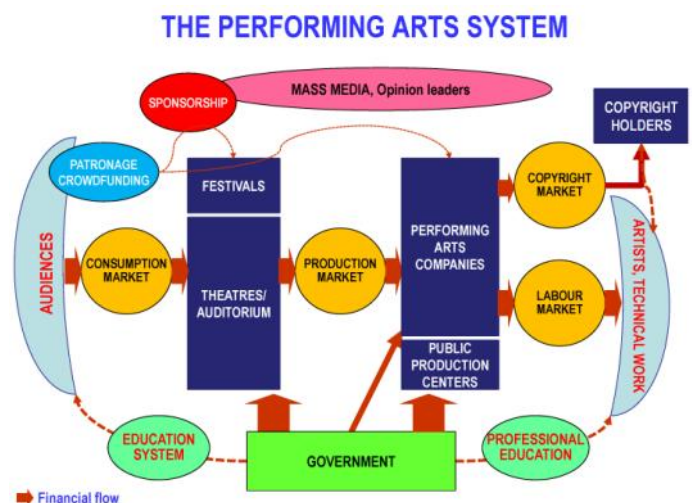 THE PERFORMING ARTS SYSTEM
MASS MEDIA, Opinion leaders
SPONSORSHIP
COPYRIGHT
HOLDERS
PATRONAGE
CROWDFUNDING
FESTIVALS
COPYRIGHT
MARKET
AUDIENCES
CONSUMPTION
MARKET
THEATRES/
AUDITORIUM
PRODUCTION
MARKET
PERFORMING
ARTS
COMPANIES
LABOUR
MARKET
ARTISTS, TECHNICAL WORK
PUBLIC
PRODUCTION
CENTERS
EDUCATION
SYSTEM
GOVERNMENT
PROFESSIONAL
EDUCATION
Financial flow